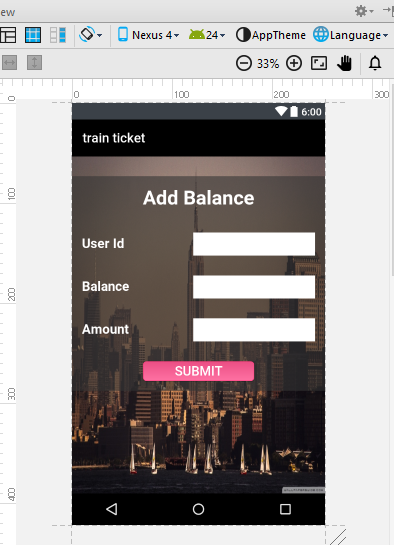 ew
Nexus 4
24
AppTheme
Language
33%
0
100
200
300
0
100
200
300
400
6:00
train ticket
Add Balance
User Id
Balance
Amount
SUBMIT